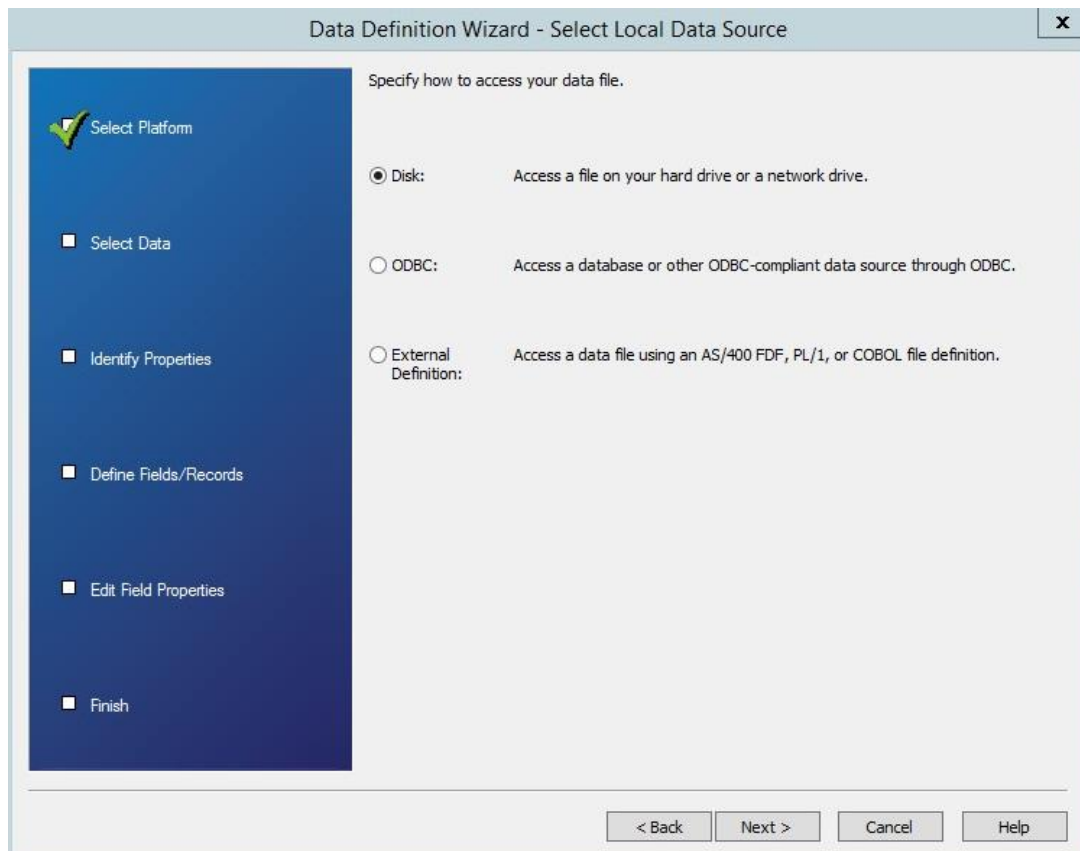 Data Definition Wizard - Select Local Data Source
x
Select Platform
Select Data
Identify Properties
Define Fields/Records
Edit Field Properties
Finish
Specify how to access your data file.
Disk: Access a file on your hard drive or a network drive.
ODBC: Access a database or other ODBC-compliant data source through ODBC.
External Access a data file using an AS/400 FDF, PL/1, or COBOL file definition.
Definition:
< Back Next > Cancel Help